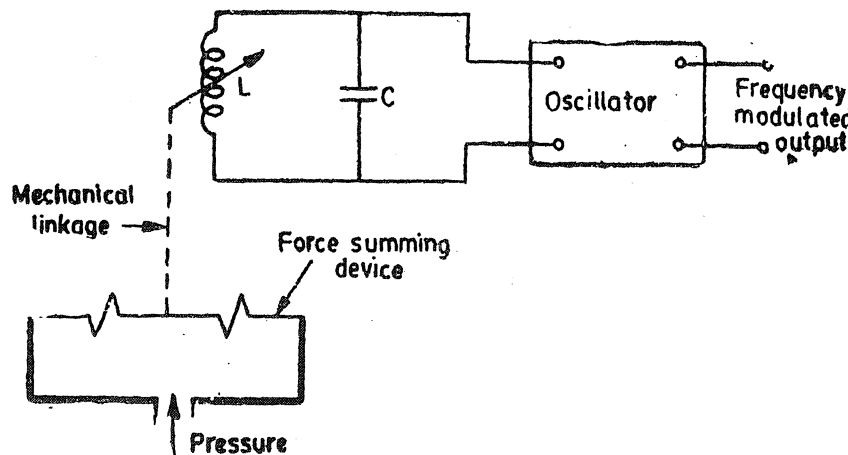 L
C
Oscillator
Frequency
modulated
output
Mechanical
linkage
Force summing
device
Pressure